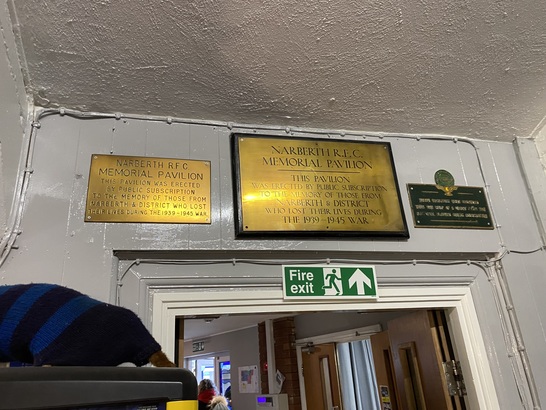 NARBERTH R.F.C
MEMORIAL PAVILION
THIS PAVILION WAS ERECTED
BY PUBLIC SUBSCRIPTION
TO THE MEMORY OF THOSE FROM
NARBERTH & DISTRICT WHO LOST
THEIR LIVES DURING THE 1939-1945 WAR
NARBERTH R.F.C.
MEMORIAL PAVILION
THIS PAVILION
WAS ERECTED BY PUBLIC SUBSCRIPTION
TO THE MEMORY OF THOSE FROM
NARBERTH & DISTRICT
WHO LOST THEIR LIVES DURING
THE 1939-1945 WAR
Fire
exit